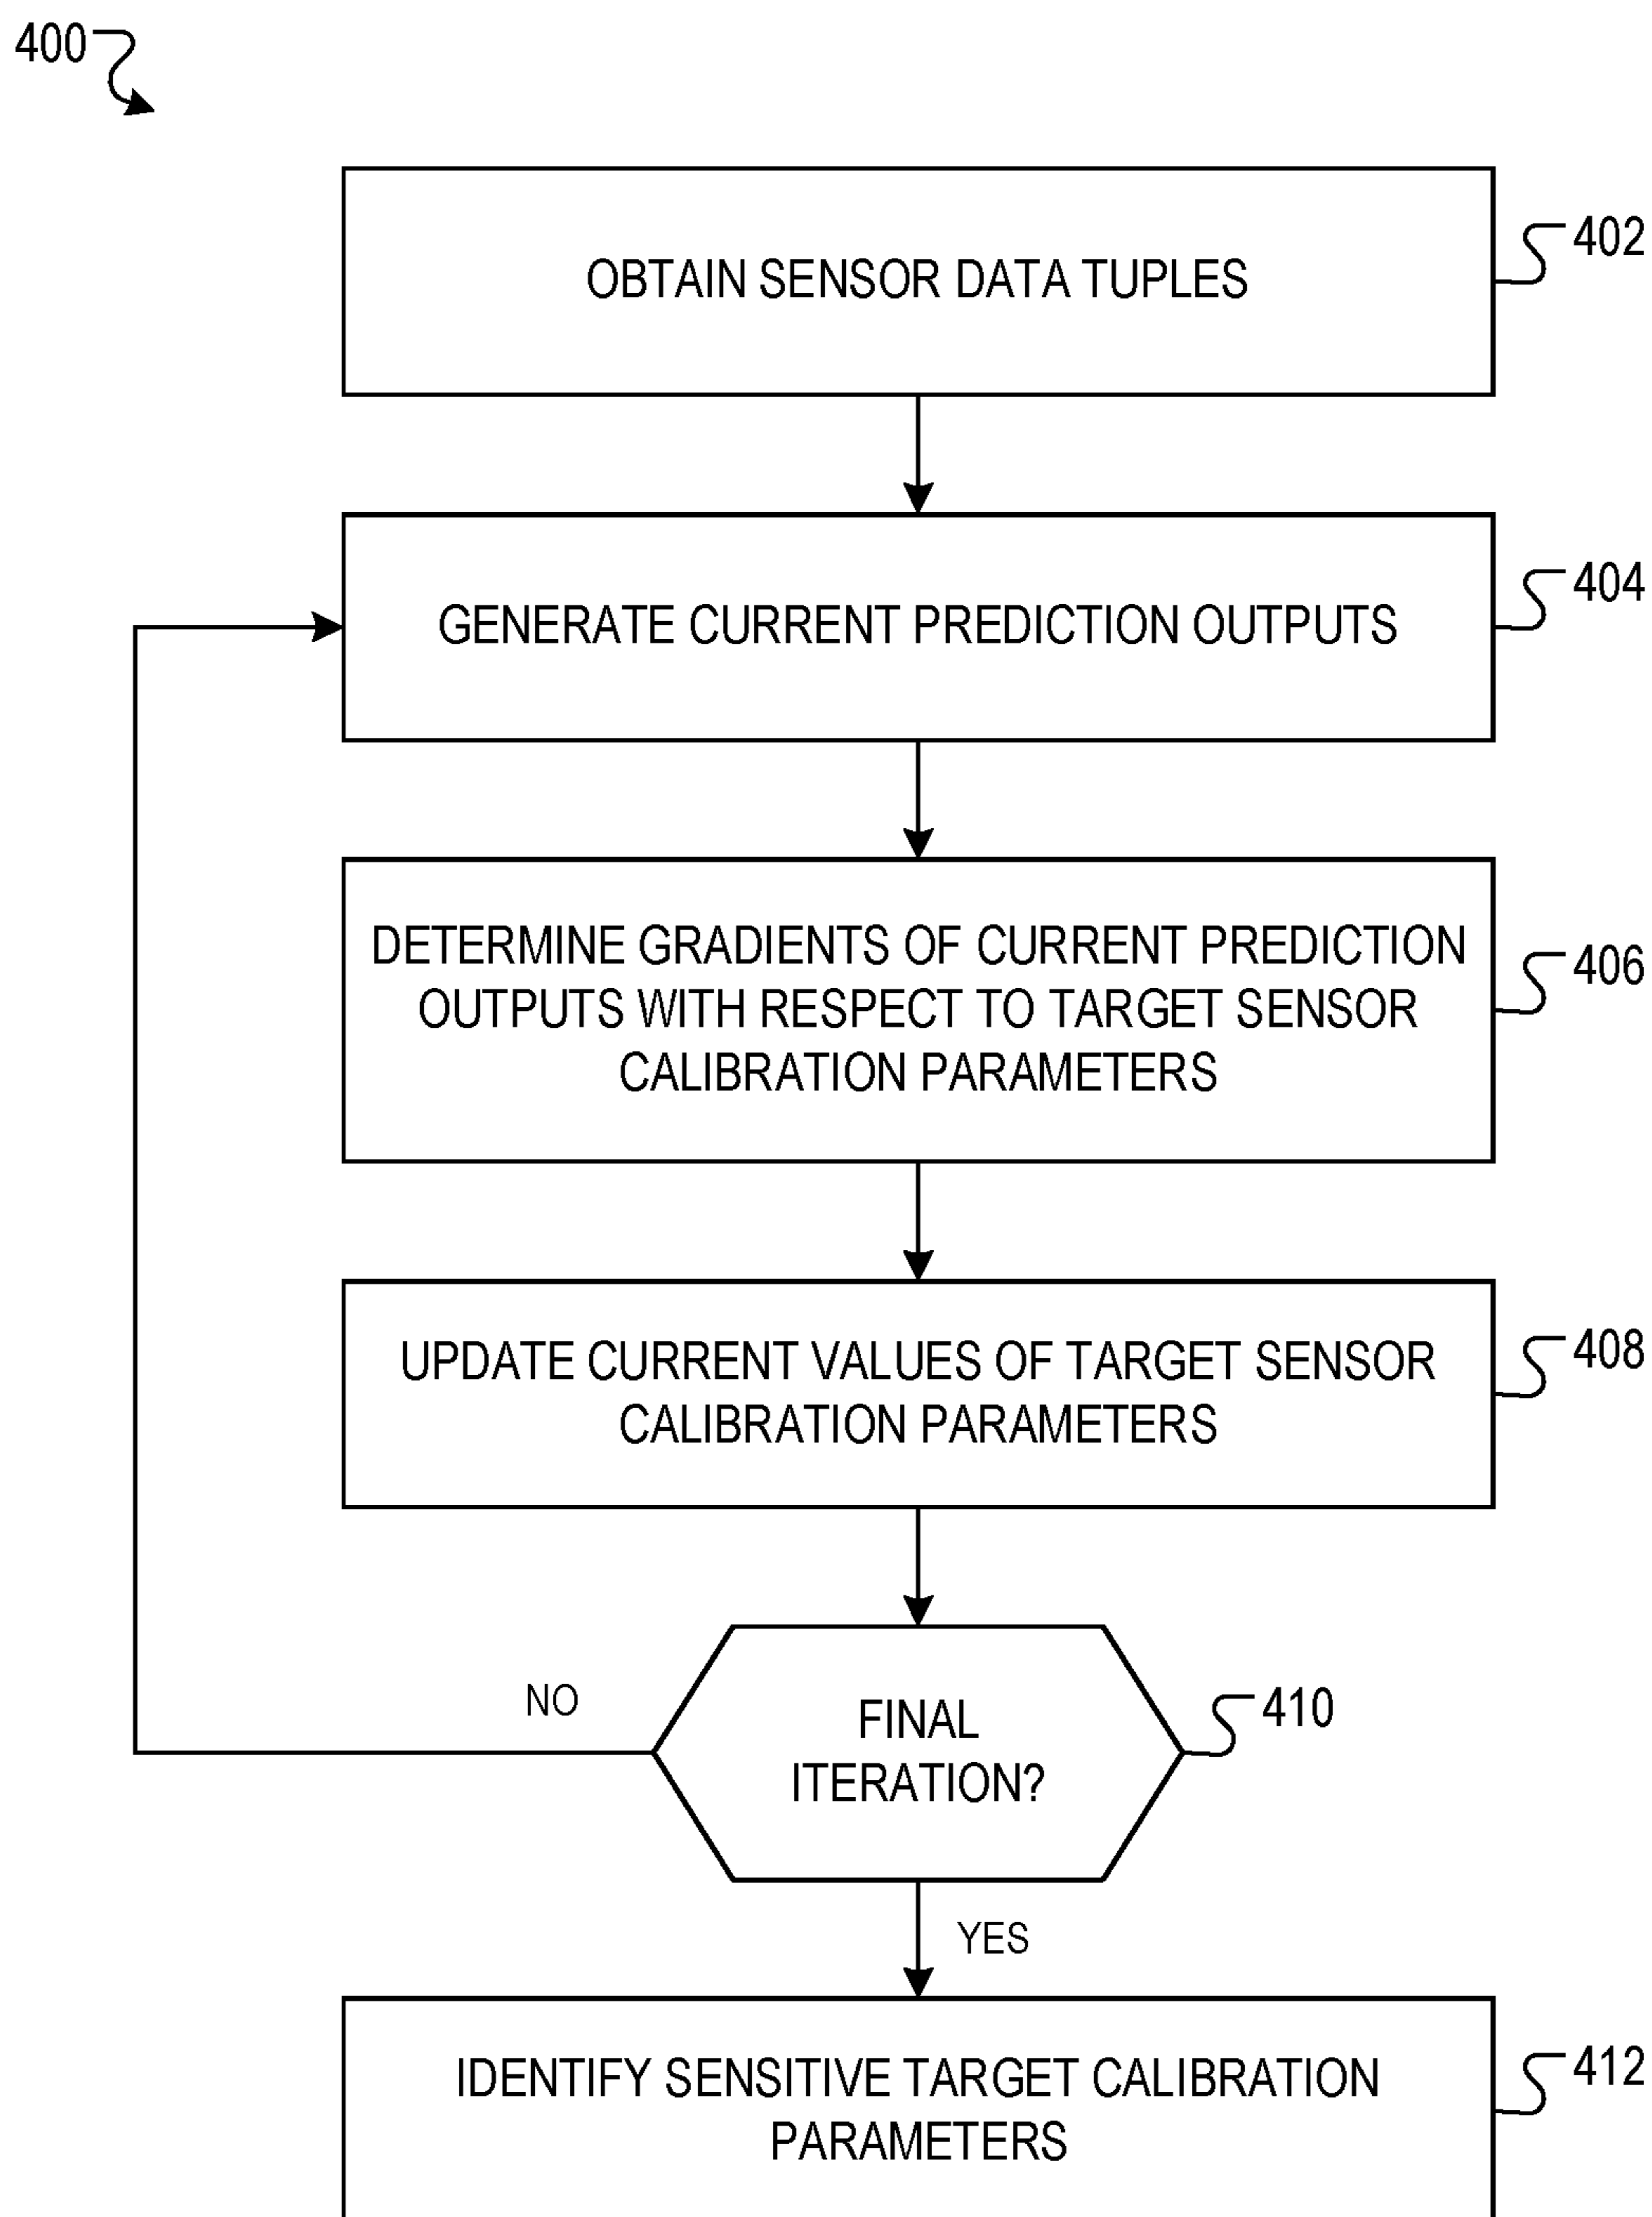 400
OBTAIN SENSOR DATA TUPLES
402
GENERATE CURRENT PREDICTION OUTPUTS
404
DETERMINE GRADIENTS OF CURRENT PREDICTION
OUTPUTS WITH RESPECT TO TARGET SENSOR
CALIBRATION PARAMETERS
406
UPDATE CURRENT VALUES OF TARGET SENSOR
CALIBRATION PARAMETERS
408
NO
FINAL
ITERATION?
410
YES
IDENTIFY SENSITIVE TARGET CALIBRATION
PARAMETERS
412